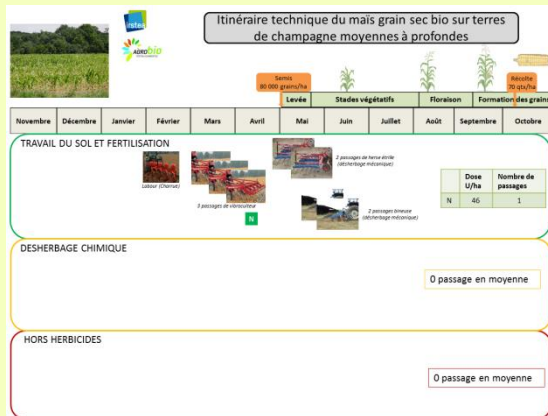 irstea
AGRObio
Itinéraire technique du maïs grain sec bio sur terres
de champagne moyennes à profondes
Semis
80 000 grains/ha
Récolte
70 qtx/ha
Levée Stades végétatifs Floraison Formation des grains
Novembre Décembre Janvier Février Mars Avril Mai Juin Juillet Août Septembre Octobre
TRAVAIL DU SOL ET FERTILISATION
Labour (Charrue)
3 passages de vibroculteur
N
2 passages de herse étrille
(désherbage mécanique)
2 passages bineuse
(désherbage mécanique)
Dose
U/ha
Nombre de
passages
N 46 1
DESHERBAGE CHIMIQUE
0 passage en moyenne
HORS HERBICIDES
0 passage en moyenne